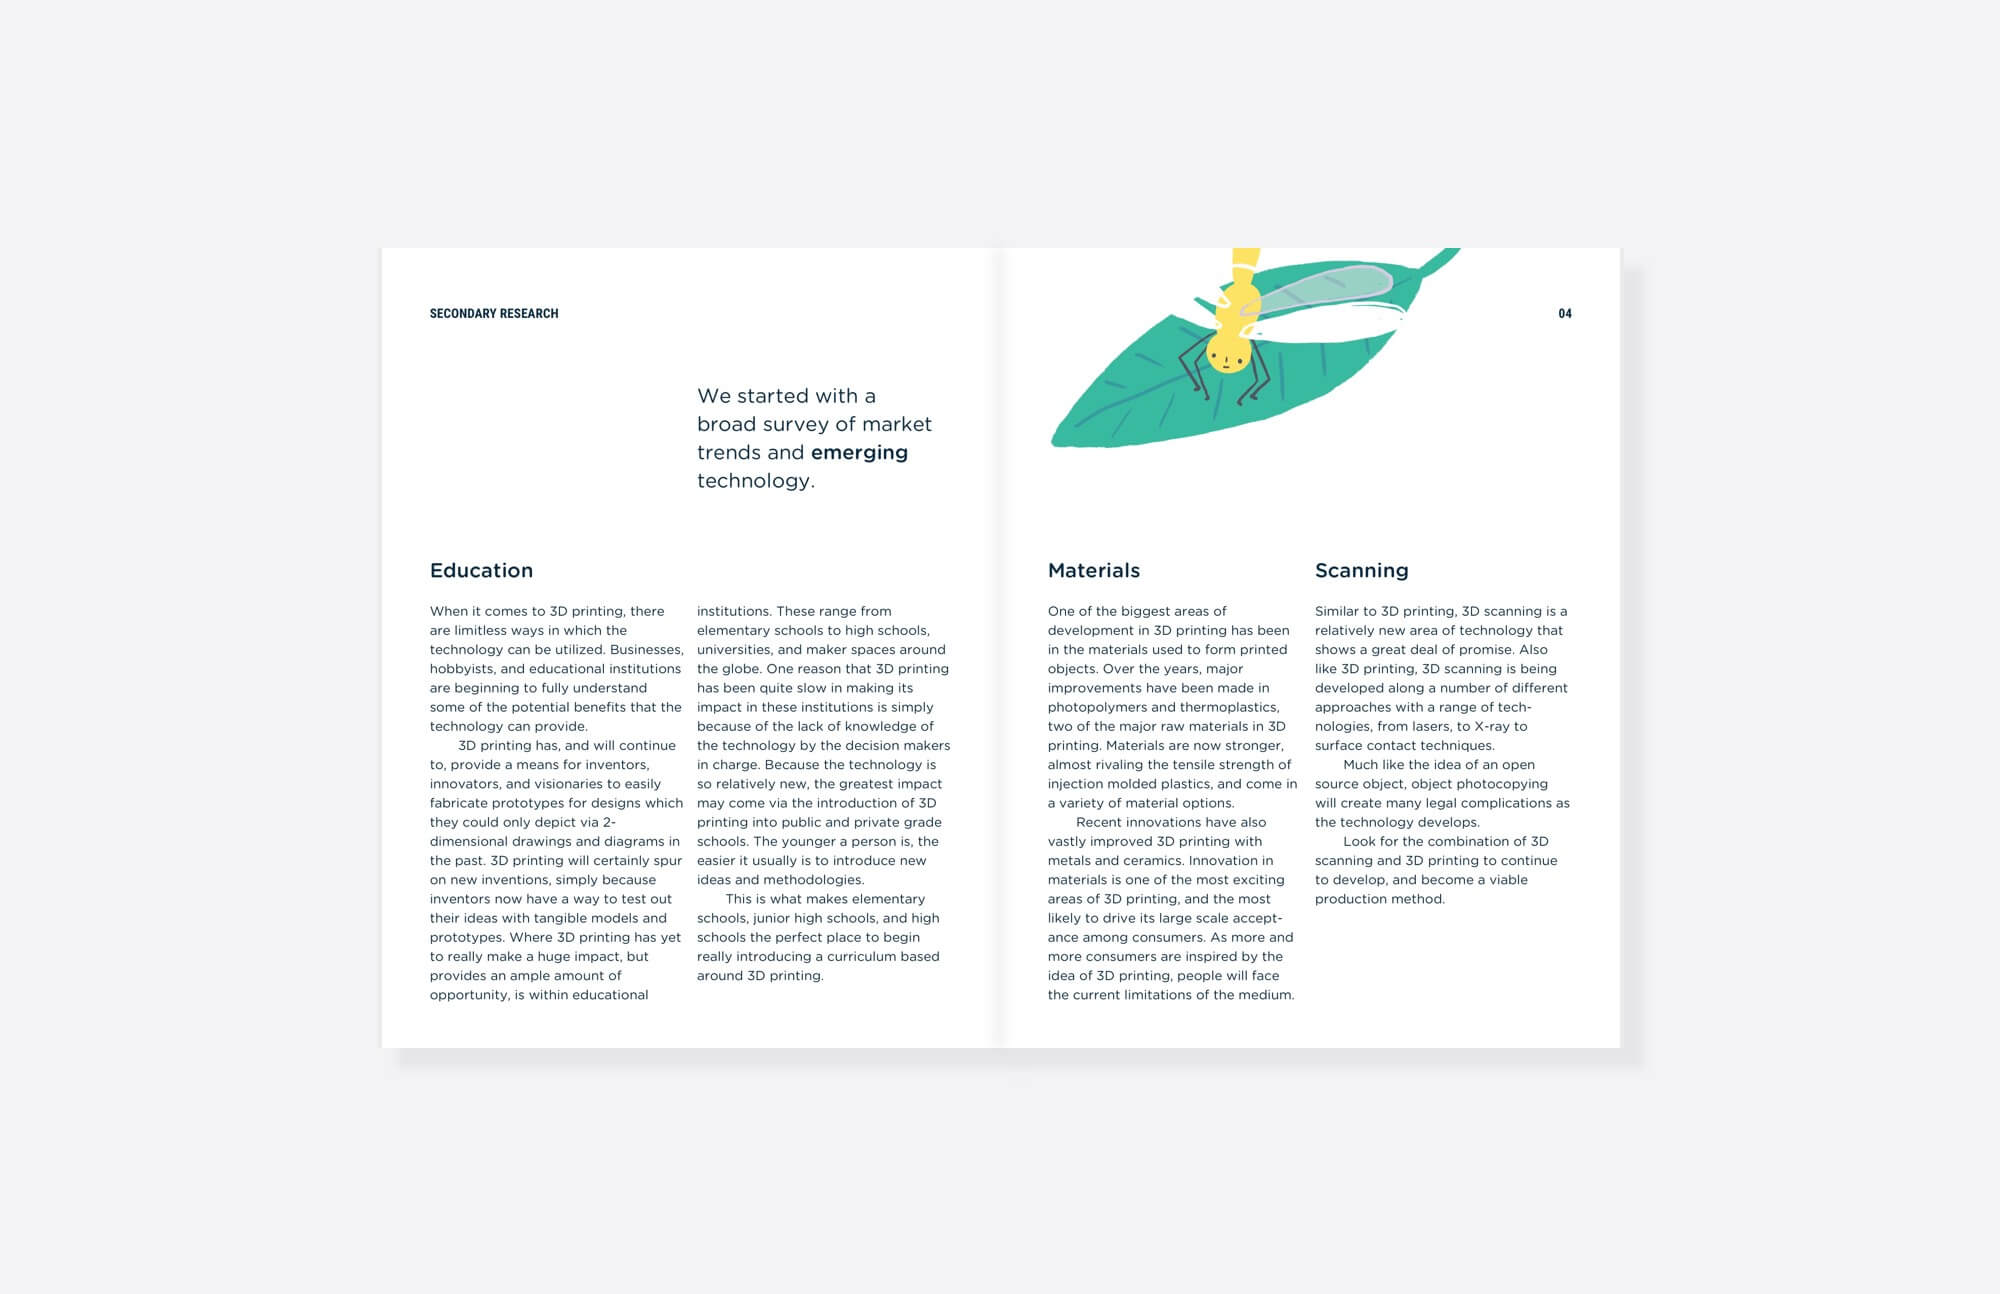 SECONDARY RESEARCH
We started with a
broad survey of market
trends and emerging
technology.
Education
When it comes to 3D printing, there
are limitless ways in which the
technology can be utilized. Businesses,
hobbyists, and educational institutions
are beginning to fully understand
some of the potential benefits that the
technology can provide.
3D printing has, and will continue
to, provide a means for inventors,
innovators, and visionaries to easily
fabricate prototypes for designs which
they could only depict via 2-
dimensional drawings and diagrams in
the past. 3D printing will certainly spur
on new inventions, simply because
inventors now have a way to test out
their ideas with tangible models and
prototypes. Where 3D printing has yet
to really make a huge impact, but
provides an ample amount of
opportunity, is within educational
institutions. These range from
elementary schools to high schools,
universities, and maker spaces around
the globe. One reason that 3D printing
has been quite slow in making its
impact in these institutions is simply
because of the lack of knowledge of
the technology by the decision makers
in charge. Because the technology is
so relatively new, the greatest impact
may come via the introduction of 3D
printing into public and private grade
schools. The younger a person is, the
easier it usually is to introduce new
ideas and methodologies.
This is what makes elementary
schools, junior high schools, and high
schools the perfect place to begin
really introducing a curriculum based
around 3D printing.
04
Materials
One of the biggest areas of
development in 3D printing has been
in the materials used to form printed
objects. Over the years, major
improvements have been made in
photopolymers and thermoplastics,
two of the major raw materials in 3D
printing. Materials are now stronger,
almost rivaling the tensile strength of
injection molded plastics, and come in
a variety of material options.
Recent innovations have also
vastly improved 3D printing with
metals and ceramics. Innovation in
materials is one of the most exciting
areas of 3D printing, and the most
likely to drive its large scale accept-
ance among consumers. As more and
more consumers are inspired by the
idea of 3D printing, people will face
the current limitations of the medium.
Scanning
Similar to 3D printing, 3D scanning is a
relatively new area of technology that
shows a great deal of promise. Also
like 3D printing, 3D scanning is being
developed along a number of different
approaches with a range of tech-
nologies, from lasers, to X-ray to
surface contact techniques.
Much like the idea of an open
source object, object photocopying
will create many legal complications as
the technology develops.
Look for the combination of 3D
scanning and 3D printing to continue
to develop, and become a viable
production method.